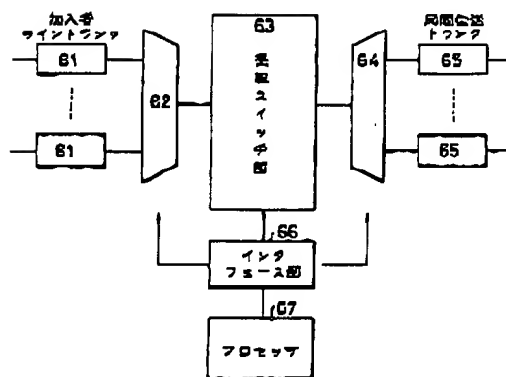 加入者
ライントランク
局間伝送
トランク
61
62
63
スイッチ部
64
65
61
65
66
インタ
フェース部
67
プロセッサ